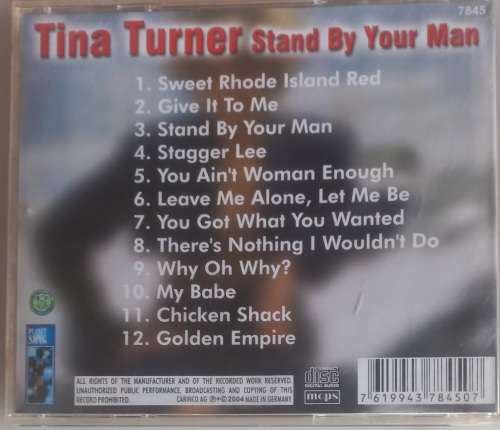 7845
Tina Turner Stand By Your Man
1. Sweet Rhode Island Red
2. Give It To Me
3. Stand By Your Man
4. Stagger Lee
5. You Ain't Woman Enough
6. Leave Me Alone, Let Me Be
7. You Got What You Wanted
8. There's Nothing I Wouldn't Do
9. Why Oh Why?
10. My Babe
11. Chicken Shack
12. Golden Empire
PLANET
SONG
ALL RIGHTS OF THE MANUFACTURER AND OF THE RECORDED WORK RESERVED.
UNAUTHORIZED PUBLIC PERFORMANCE, BROADCASTING AND COPYING OF THIS
RECORD PROHIBITED. CARINCO AG ℗+© 2004 MADE IN GERMANY
COMPACT
disc
DIGITAL AUDIO
mcps
7 619943 784507